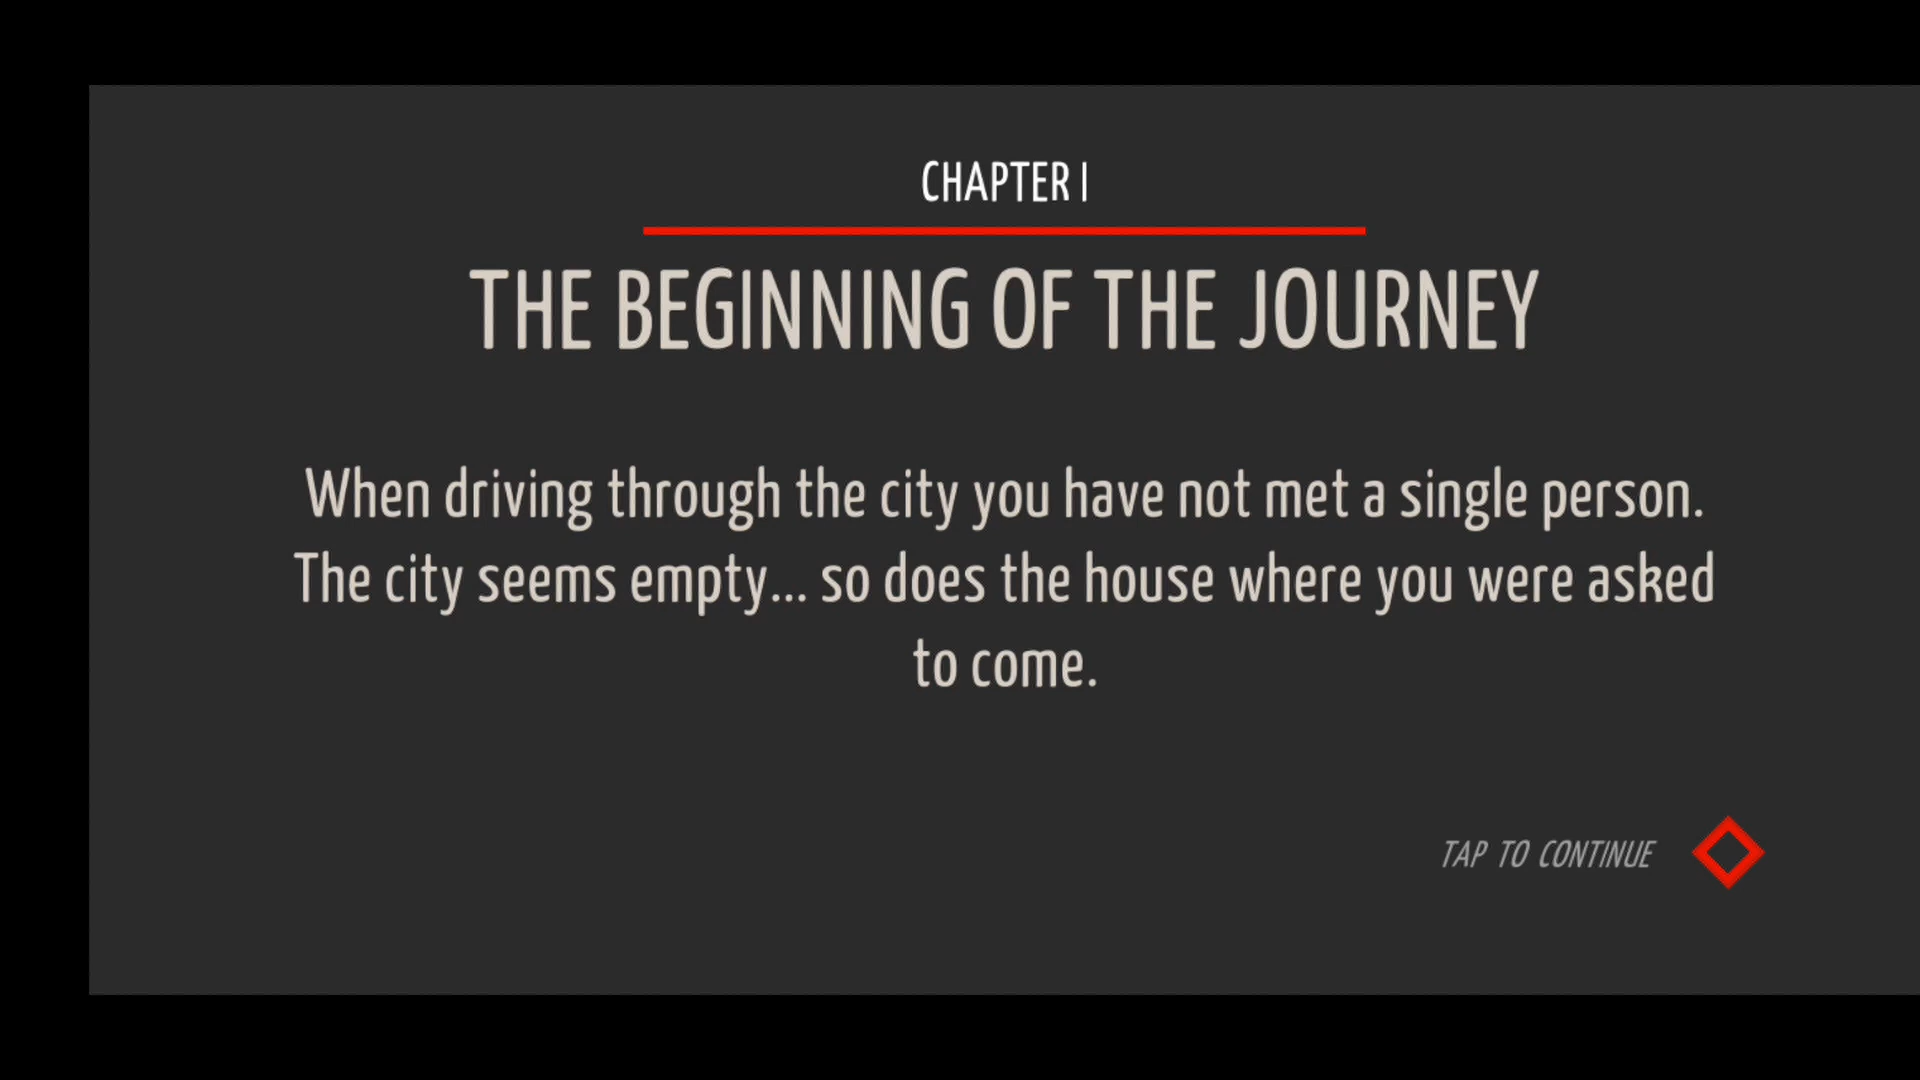 CHAPTER I
THE BEGINNING OF THE JOURNEY
When driving through the city you have not met a single person.
The city seems empty... so does the house where you were asked
to come.
TAP TO CONTINUE